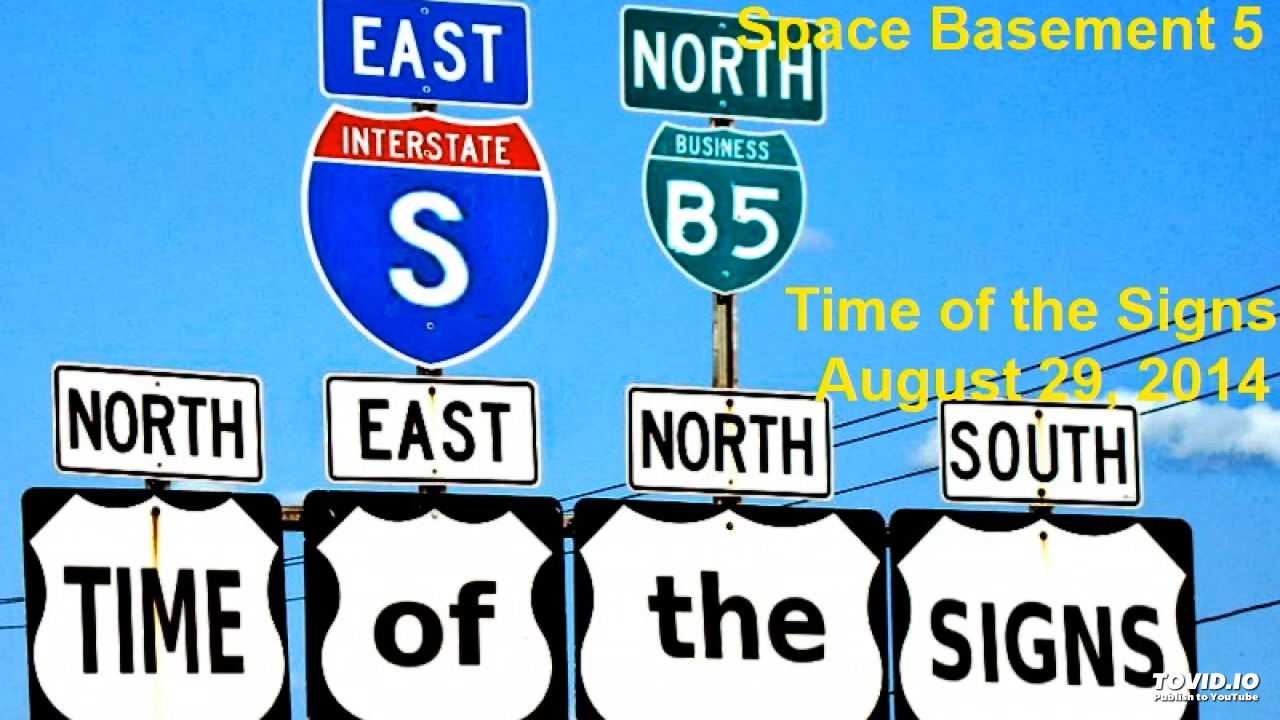 Space Basement 5
EAST
NORTH
INTERSTATE
S
BUSINESS
B5
Time of the Signs
August 29, 2014
NORTH
EAST
NORTH
SOUTH
TIME
of
the
SIGNS
TOVID.IO
Publish to YouTube